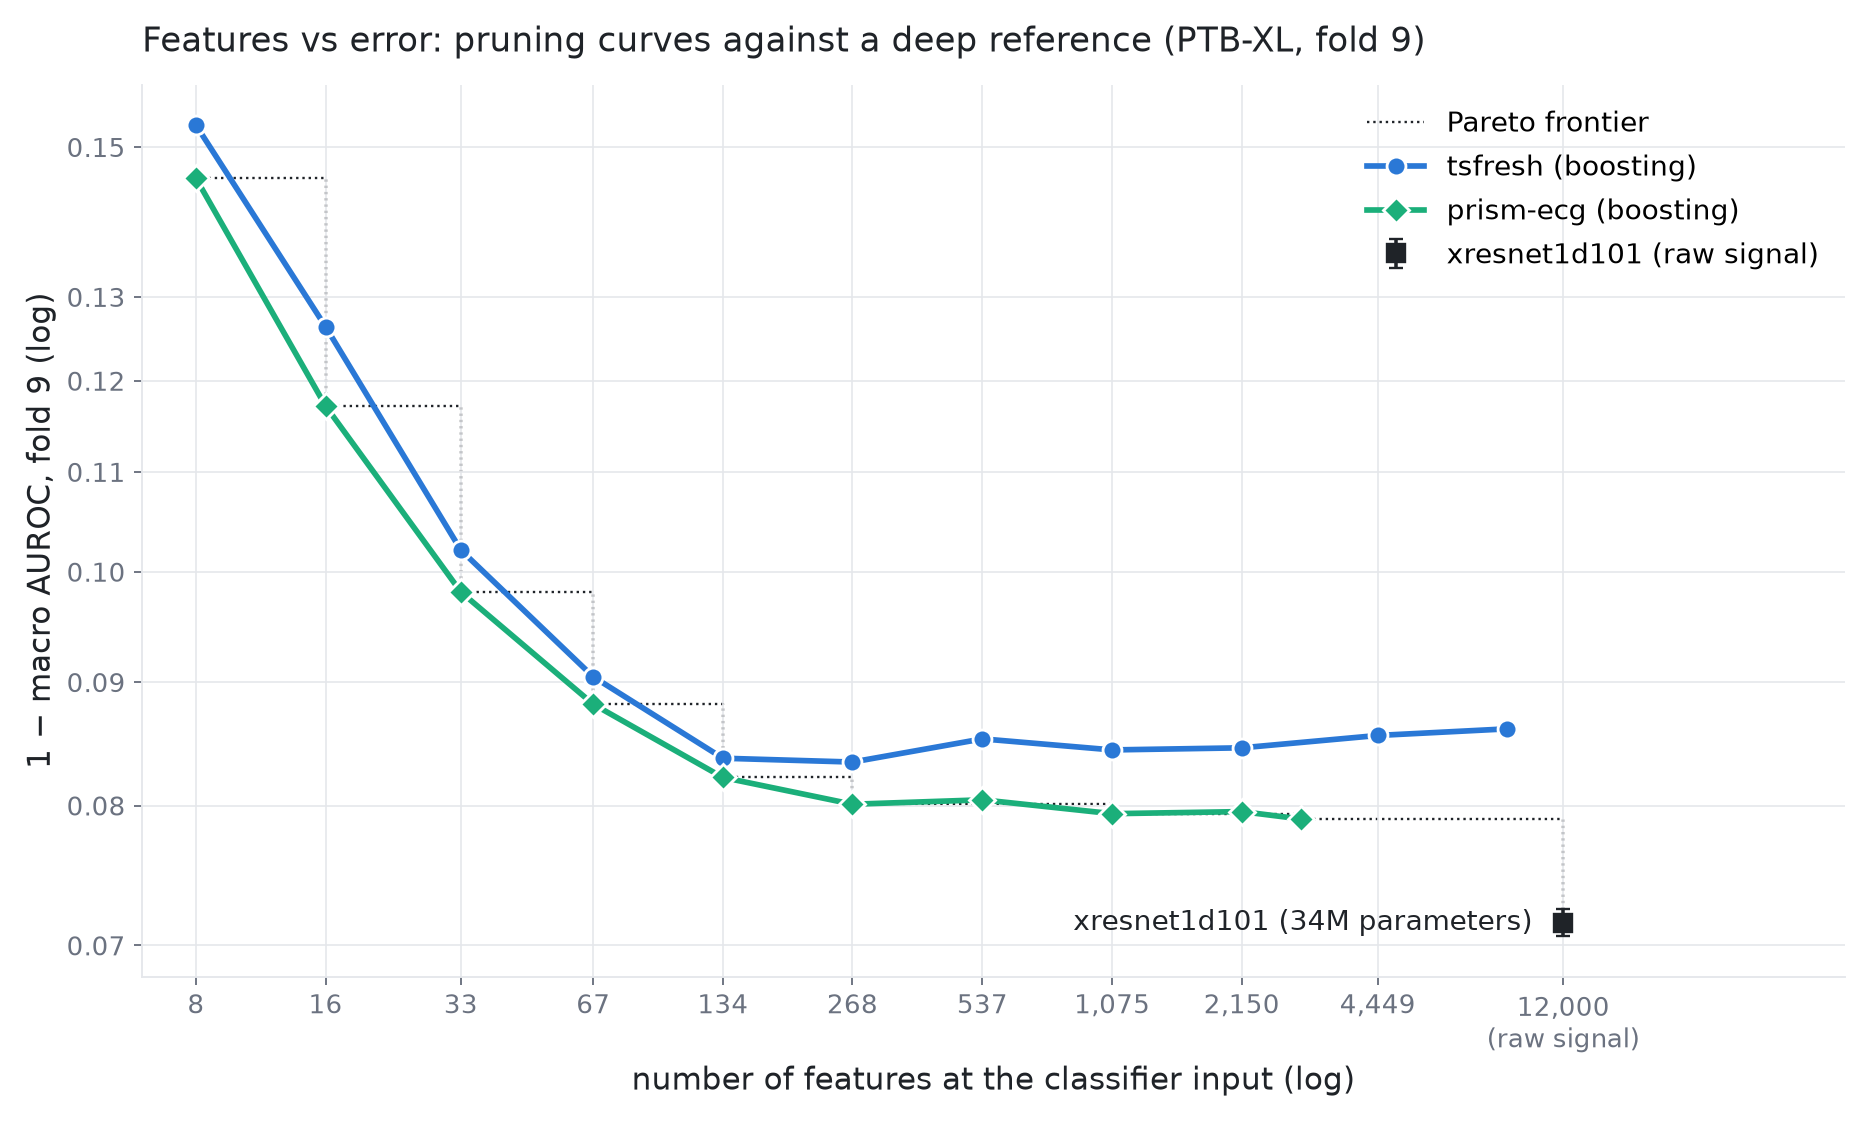 Features vs error: pruning curves against a deep reference (PTB-XL, fold 9)
Pareto frontier
tsfresh (boosting)
prism-ecg (boosting)
xresnet1d101 (raw signal)
1 − macro AUROC, fold 9 (log)
0.15
0.13
0.12
0.11
0.10
0.09
0.08
0.07
xresnet1d101 (34M parameters)
8 16 33 67 134 268 537 1,075 2,150 4,449 12,000
(raw signal)
number of features at the classifier input (log)